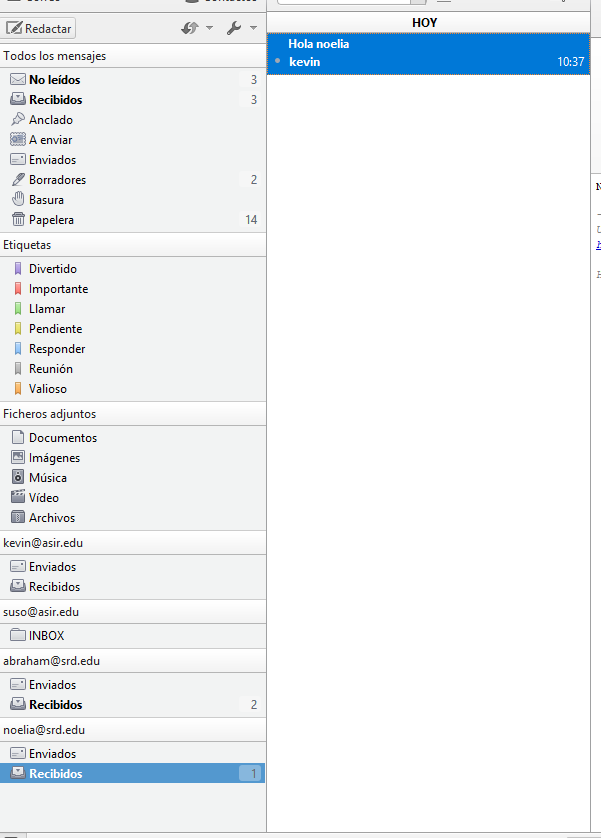 Redactar
Todos los mensajes
No leídos 3
Recibidos 3
Anclado
A enviar
Enviados
Borradores 2
Basura
Papelera 14
Etiquetas
Divertido
Importante
Llamar
Pendiente
Responder
Reunión
Valioso
Ficheros adjuntos
Documentos
Imágenes
Música
Vídeo
Archivos
kevin@asir.edu
Enviados
Recibidos
suso@asir.edu
INBOX
abraham@srd.edu
Enviados
Recibidos 2
noelia@srd.edu
Enviados
Recibidos 1
HOY
Hola noelia
kevin 10:37